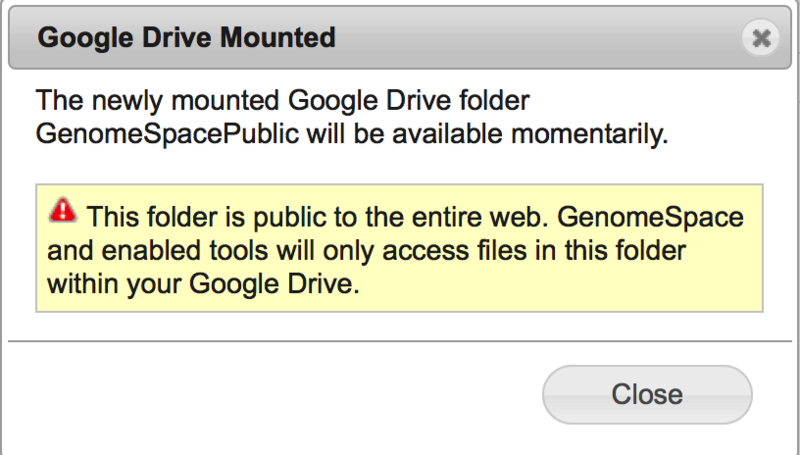 Google Drive Mounted
The newly mounted Google Drive folder
GenomeSpacePublic will be available momentarily.
This folder is public to the entire web. GenomeSpace
and enabled tools will only access files in this folder
within your Google Drive.
Close